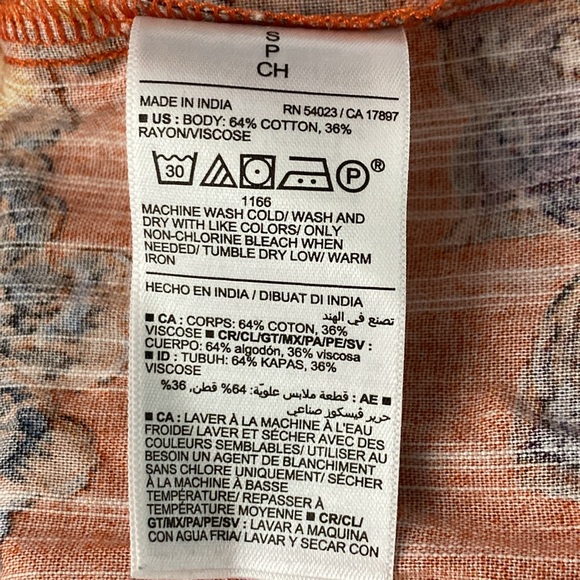 S
P
CH
MADE IN INDIA RN 54023 / CA 17897
■ US : BODY: 64% COTTON, 36%
RAYON/VISCOSE
30 P ®
1166
MACHINE WASH COLD/ WASH AND
DRY WITH LIKE COLORS/ ONLY
NON-CHLORINE BLEACH WHEN
NEEDED/ TUMBLE DRY LOW/ WARM
IRON
HECHO EN INDIA / DIBUAT DI INDIA
تصنع في الهند
■ CA : CORPS: 64% COTON, 36%
VISCOSE ■ CR/CL/GT/MX/PA/PE/SV :
CUERPO: 64% algodón, 36% viscosa
■ ID : TUBUH: 64% KAPAS, 36%
VISCOSE
■ AE : قطعة ملابس علويّة: 64% قطن, 36%
حرير فيسكوز صناعي
■ CA : LAVER À LA MACHINE À L'EAU
FROIDE/ LAVER ET SÉCHER AVEC DES
COULEURS SEMBLABLES/ UTILISER AU
BESOIN UN AGENT DE BLANCHIMENT
SANS CHLORE UNIQUEMENT/ SÉCHER
À LA MACHINE À BASSE
TEMPÉRATURE/ REPASSER À
TEMPÉRATURE MOYENNE ■ CR/CL/
GT/MX/PA/PE/SV : LAVAR A MAQUINA
CON AGUA FRIA/ LAVAR Y SECAR CON